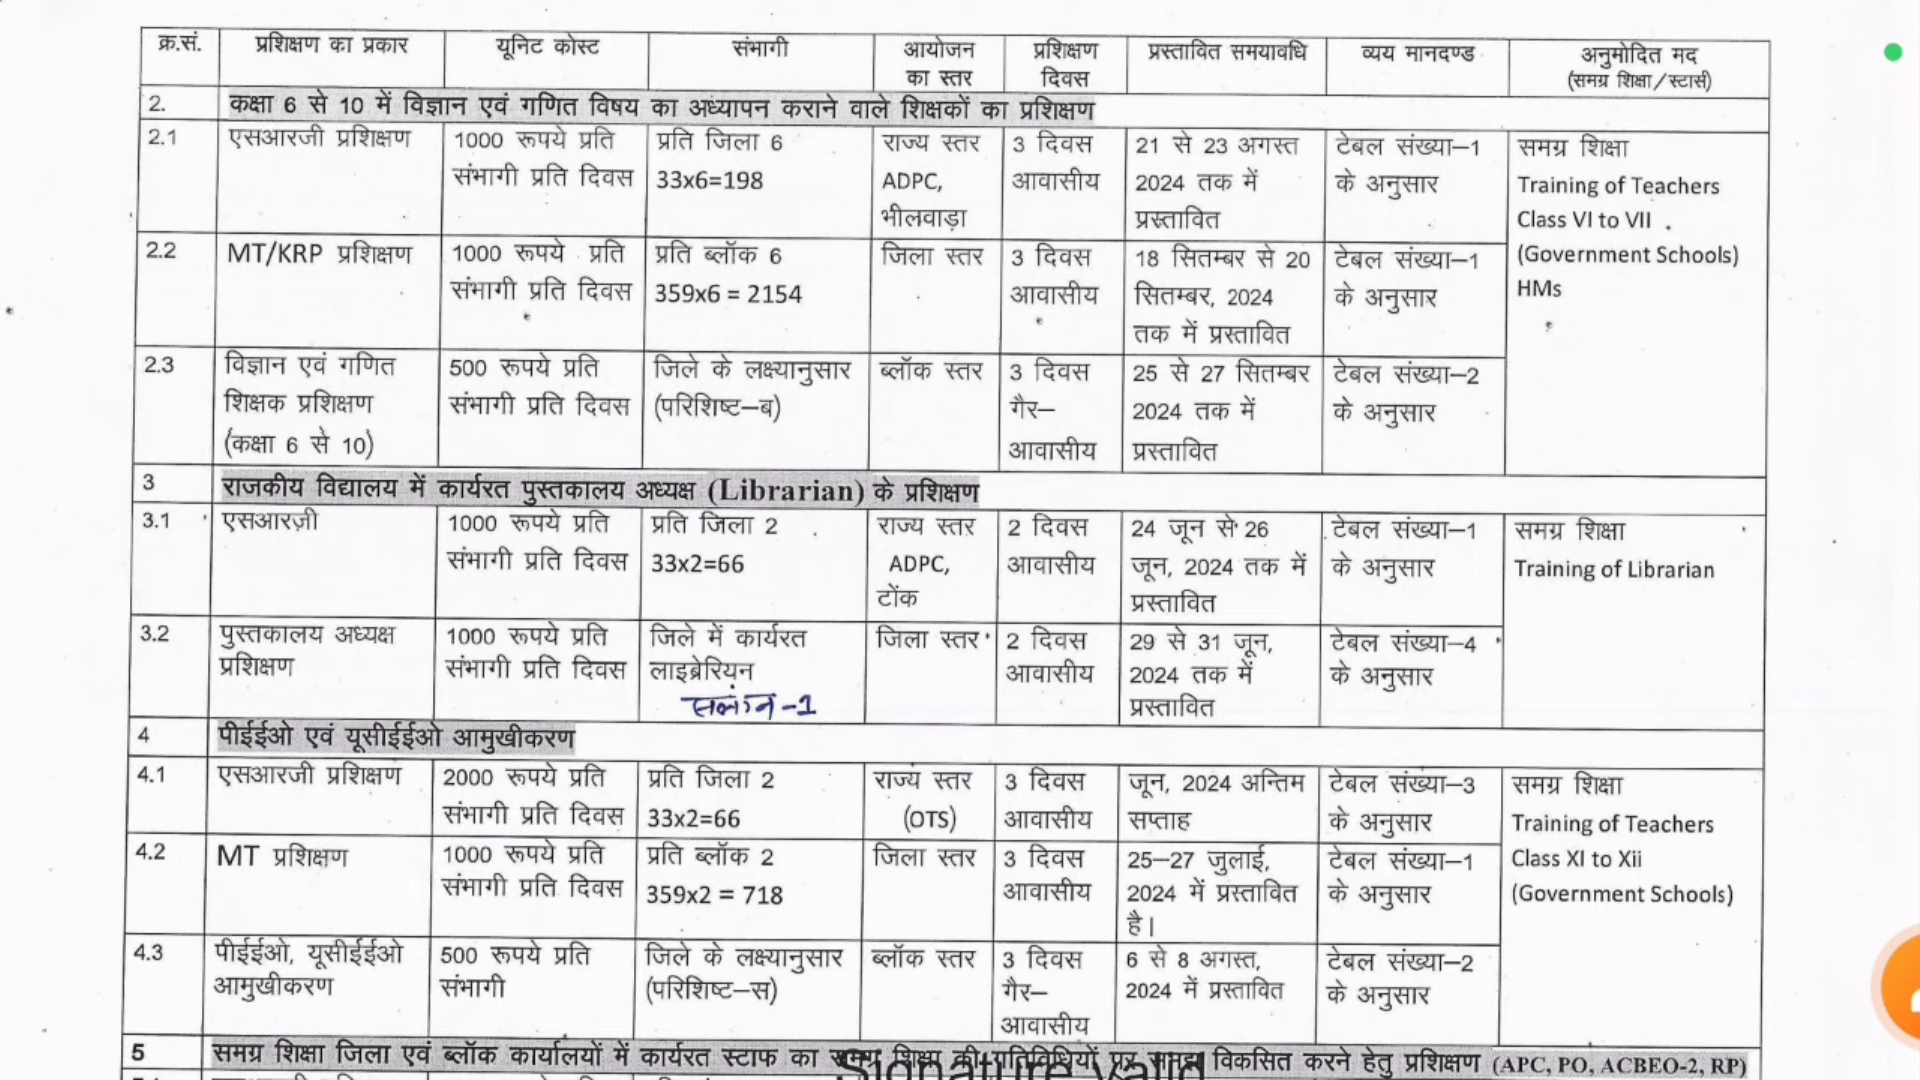 क्र.सं. प्रशिक्षण का प्रकार यूनिट कोस्ट संभागी आयोजन का स्तर प्रशिक्षण दिवस प्रस्तावित समयावधि व्यय मानदण्ड अनुमोदित मद (समग्र शिक्षा/स्टार्स)
2. कक्षा 6 से 10 में विज्ञान एवं गणित विषय का अध्यापन कराने वाले शिक्षकों का प्रशिक्षण
2.1 एसआरजी प्रशिक्षण 1000 रूपये प्रति संभागी प्रति दिवस प्रति जिला 6 33x6=198 राज्य स्तर ADPC, भीलवाड़ा 3 दिवस आवासीय 21 से 23 अगस्त 2024 तक में प्रस्तावित टेबल संख्या–1 के अनुसार समग्र शिक्षा Training of Teachers Class VI to VII (Government Schools) HMs
2.2 MT/KRP प्रशिक्षण 1000 रूपये प्रति संभागी प्रति दिवस प्रति ब्लॉक 6 359x6 = 2154 जिला स्तर 3 दिवस आवासीय 18 सितम्बर से 20 सितम्बर, 2024 तक में प्रस्तावित टेबल संख्या–1 के अनुसार
2.3 विज्ञान एवं गणित शिक्षक प्रशिक्षण (कक्षा 6 से 10) 500 रूपये प्रति संभागी प्रति दिवस जिले के लक्ष्यानुसार (परिशिष्ट–ब) ब्लॉक स्तर 3 दिवस गैर– आवासीय 25 से 27 सितम्बर 2024 तक में प्रस्तावित टेबल संख्या–2 के अनुसार
3 राजकीय विद्यालय में कार्यरत पुस्तकालय अध्यक्ष (Librarian) के प्रशिक्षण
3.1 एसआरज़ी 1000 रूपये प्रति संभागी प्रति दिवस प्रति जिला 2 33x2=66 राज्य स्तर ADPC, टोंक 2 दिवस आवासीय 24 जून से 26 जून, 2024 तक में प्रस्तावित टेबल संख्या–1 के अनुसार समग्र शिक्षा Training of Librarian
3.2 पुस्तकालय अध्यक्ष प्रशिक्षण 1000 रूपये प्रति संभागी प्रति दिवस जिले में कार्यरत लाइब्रेरियन संलग्न -1 जिला स्तर 2 दिवस आवासीय 29 से 31 जून, 2024 तक में प्रस्तावित टेबल संख्या–4 के अनुसार
4 पीईईओ एवं यूसीईईओ आमुखीकरण
4.1 एसआरजी प्रशिक्षण 2000 रूपये प्रति संभागी प्रति दिवस प्रति जिला 2 33x2=66 राज्य स्तर (OTS) 3 दिवस आवासीय जून, 2024 अन्तिम सप्ताह टेबल संख्या–3 के अनुसार समग्र शिक्षा Training of Teachers Class XI to Xii (Government Schools)
4.2 MT प्रशिक्षण 1000 रूपये प्रति संभागी प्रति दिवस प्रति ब्लॉक 2 359x2 = 718 जिला स्तर 3 दिवस आवासीय 25–27 जुलाई, 2024 में प्रस्तावित है। टेबल संख्या–1 के अनुसार
4.3 पीईईओ, यूसीईईओ आमुखीकरण 500 रूपये प्रति संभागी जिले के लक्ष्यानुसार (परिशिष्ट–स) ब्लॉक स्तर 3 दिवस गैर– आवासीय 6 से 8 अगस्त, 2024 में प्रस्तावित टेबल संख्या–2 के अनुसार
5 समग्र शिक्षा जिला एवं ब्लॉक कार्यालयों में कार्यरत स्टाफ का समग्र शिक्षा की गतिविधियों पर समझ विकसित करने हेतु प्रशिक्षण (APC, PO, ACBEO-2, RP)
Signature valid